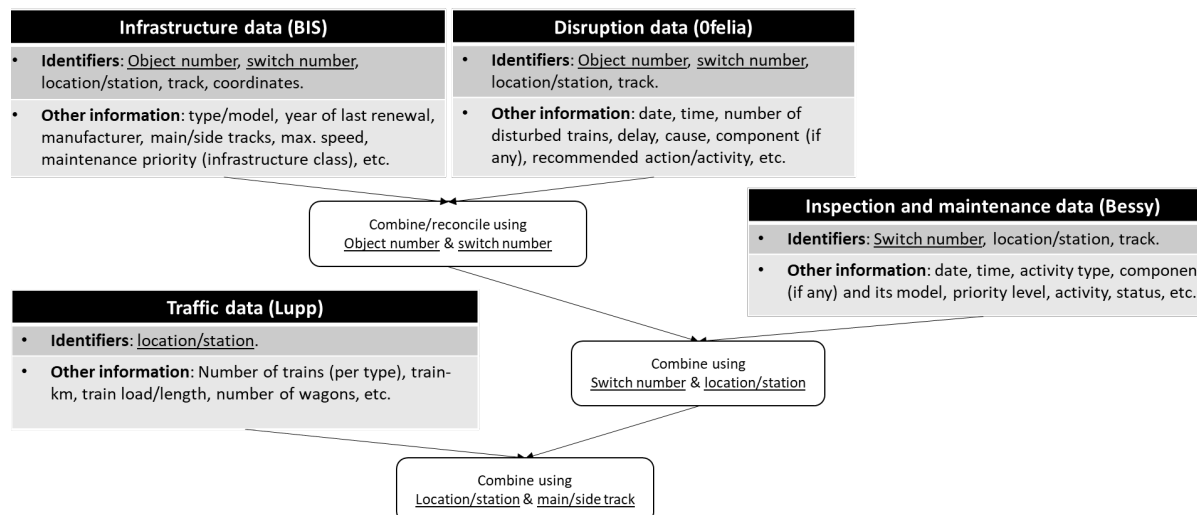 Infrastructure data (BIS)
• Identifiers: Object number, switch number,
location/station, track, coordinates.
• Other information: type/model, year of last renewal,
manufacturer, main/side tracks, max. speed,
maintenance priority (infrastructure class), etc.
Disruption data (0felia)
• Identifiers: Object number, switch number,
location/station, track.
• Other information: date, time, number of
disturbed trains, delay, cause, component (if
any), recommended action/activity, etc.
Combine/reconcile using
Object number & switch number
Inspection and maintenance data (Bessy)
• Identifiers: Switch number, location/station, track.
• Other information: date, time, activity type, component
(if any) and its model, priority level, activity, status, etc.
Traffic data (Lupp)
• Identifiers: location/station.
• Other information: Number of trains (per type), train-
km, train load/length, number of wagons, etc.
Combine using
Switch number & location/station
Combine using
Location/station & main/side track